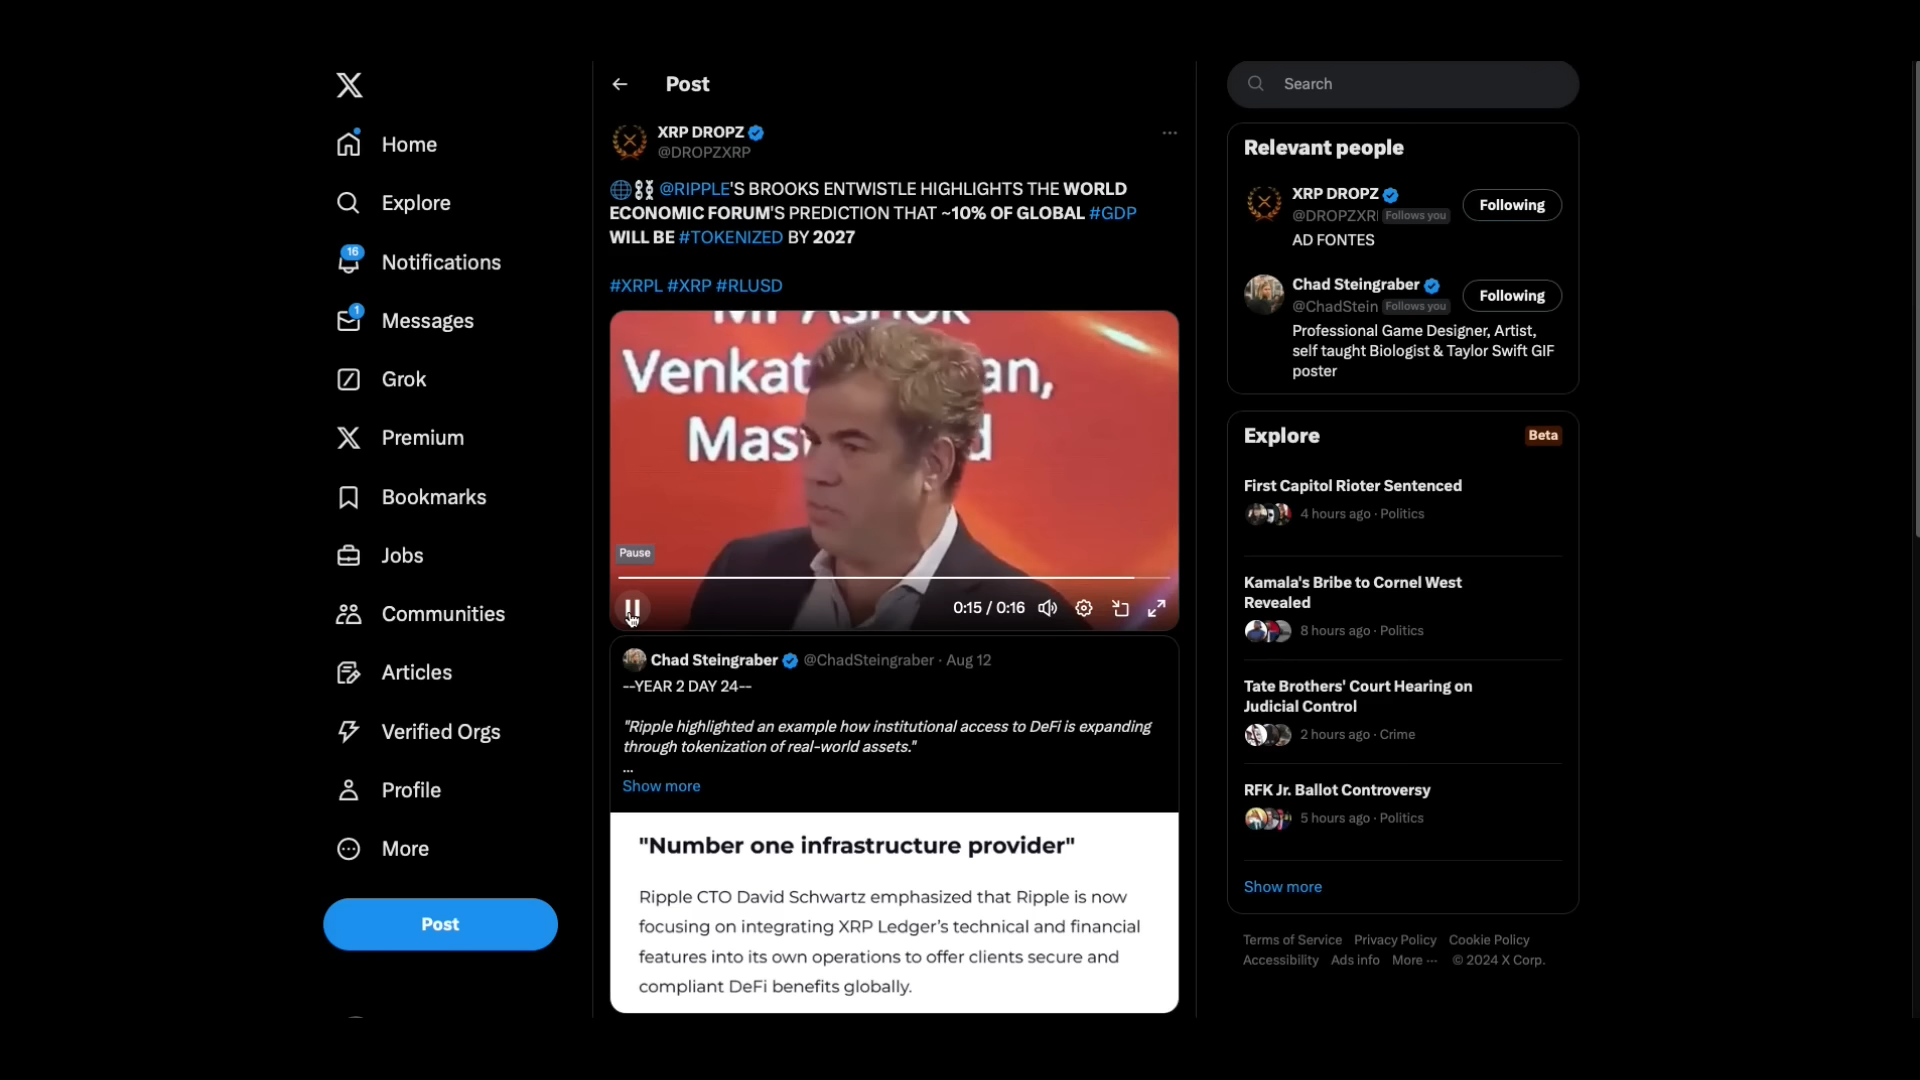 Post
Search
Home
Explore
16
Notifications
1
Messages
Grok
Premium
Bookmarks
Jobs
Communities
Articles
Verified Orgs
Profile
More
Post
XRP DROPZ
@DROPZXRP
@RIPPLE'S BROOKS ENTWISTLE HIGHLIGHTS THE WORLD
ECONOMIC FORUM'S PREDICTION THAT ~10% OF GLOBAL #GDP
WILL BE #TOKENIZED BY 2027
#XRPL #XRP #RLUSD
Mr Ashok
Venkat an,
Mas d
Pause
0:15 / 0:16
Chad Steingraber @ChadSteingraber · Aug 12
--YEAR 2 DAY 24--
"Ripple highlighted an example how institutional access to DeFi is expanding
through tokenization of real-world assets."
...
Show more
"Number one infrastructure provider"
Ripple CTO David Schwartz emphasized that Ripple is now
focusing on integrating XRP Ledger's technical and financial
features into its own operations to offer clients secure and
compliant DeFi benefits globally.
Relevant people
XRP DROPZ
@DROPZXR Follows you
Following
AD FONTES
Chad Steingraber
@ChadStein Follows you
Following
Professional Game Designer, Artist,
self taught Biologist & Taylor Swift GIF
poster
Explore
Beta
First Capitol Rioter Sentenced
4 hours ago · Politics
Kamala's Bribe to Cornel West
Revealed
8 hours ago · Politics
Tate Brothers' Court Hearing on
Judicial Control
2 hours ago · Crime
RFK Jr. Ballot Controversy
5 hours ago · Politics
Show more
Terms of Service Privacy Policy Cookie Policy
Accessibility Ads info More ··· © 2024 X Corp.